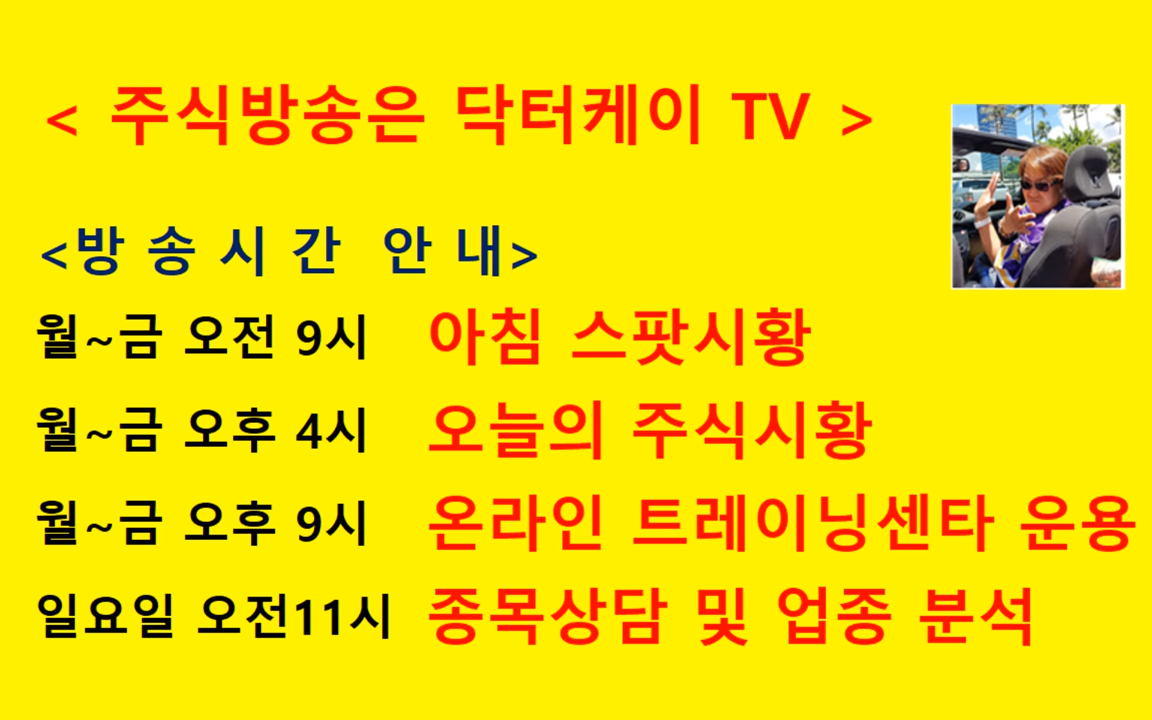 < 주식방송은 닥터케이 TV >
<방 송 시 간 안 내>
월~금 오전 9시 아침 스팟시황
월~금 오후 4시 오늘의 주식시황
월~금 오후 9시 온라인 트레이닝센타 운용
일요일 오전11시 종목상담 및 업종 분석